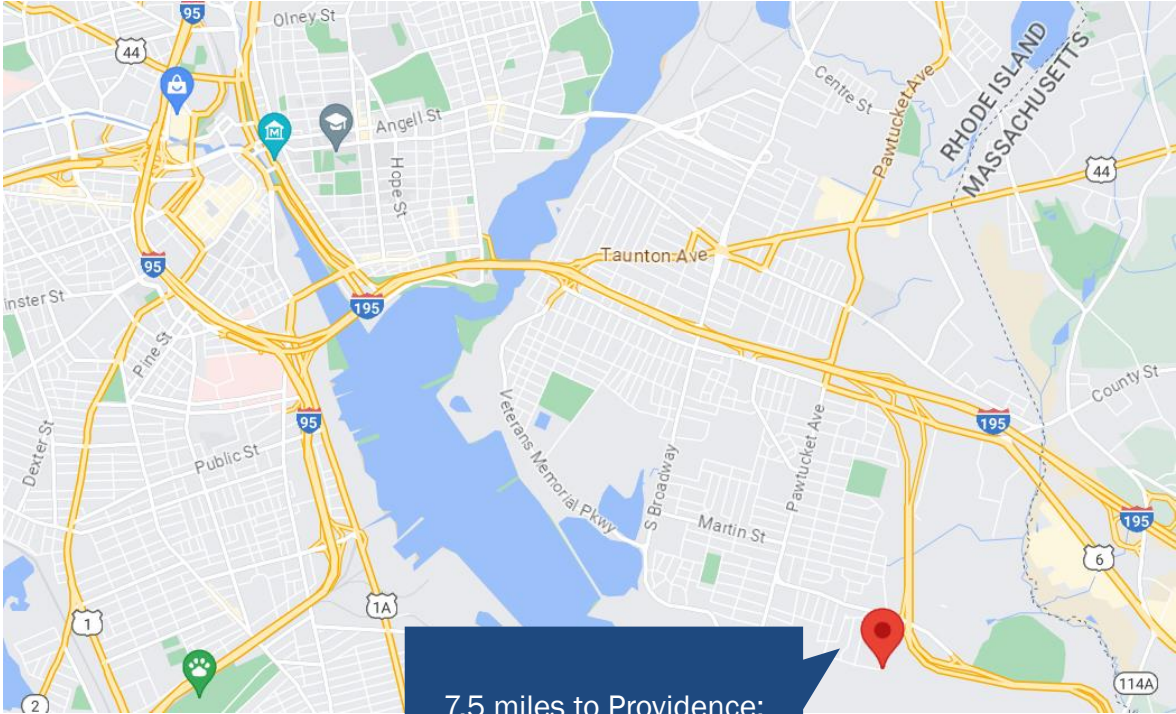 95
Olney St
44
Angell St
Hope St
Centre St
Pawtucket Ave
RHODE ISLAND
MASSACHUSETTS
44
Taunton Ave
95
inster St
195
Pine St
County St
95
195
Dexter St
Public St
Veterans Memorial Pkwy
S Broadway
Pawtucket Ave
Martin St
195
6
1
1A
2
114A
M
7.5 miles to Providence;